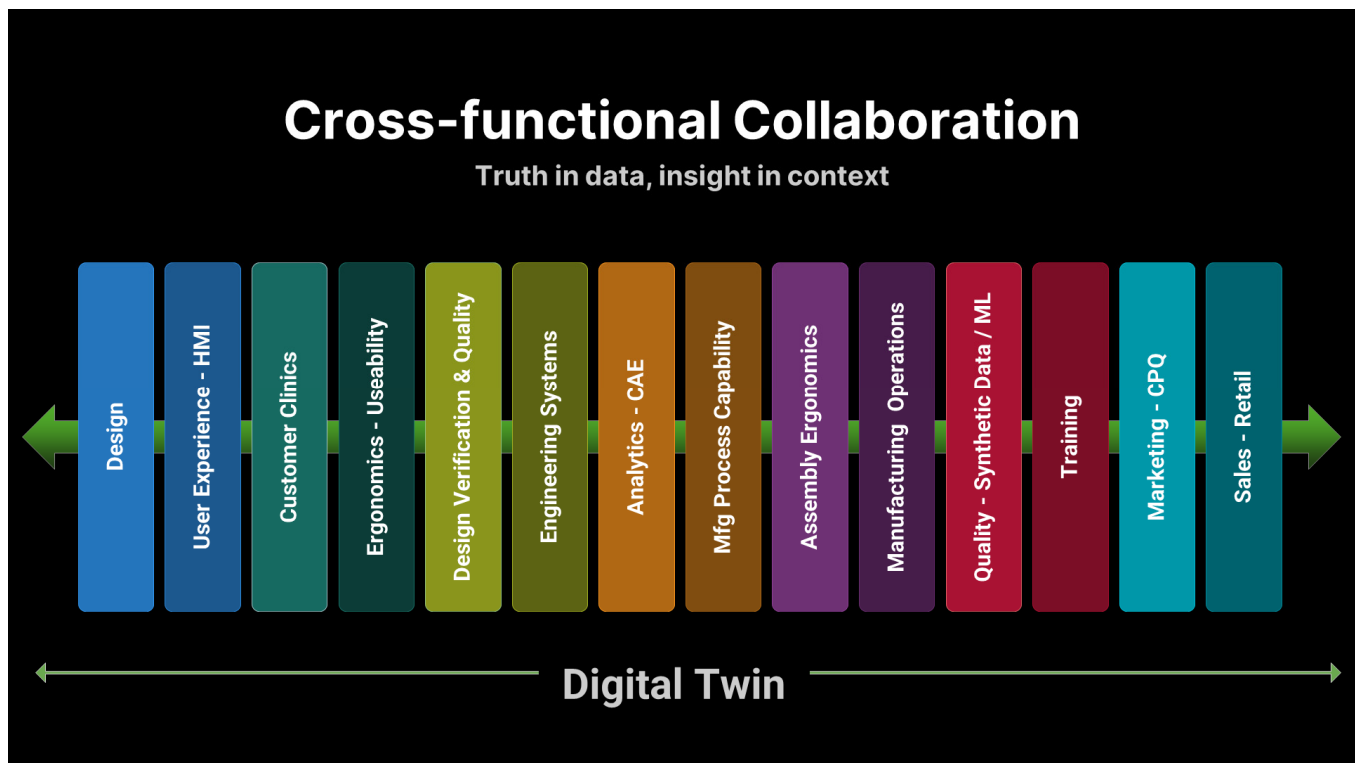 Cross-functional Collaboration
Truth in data, insight in context
Design
User Experience - HMI
Customer Clinics
Ergonomics - Useability
Design Verification & Quality
Engineering Systems
Analytics - CAE
Mfg Process Capability
Assembly Ergonomics
Manufacturing Operations
Quality - Synthetic Data / ML
Training
Marketing - CPQ
Sales - Retail
Digital Twin